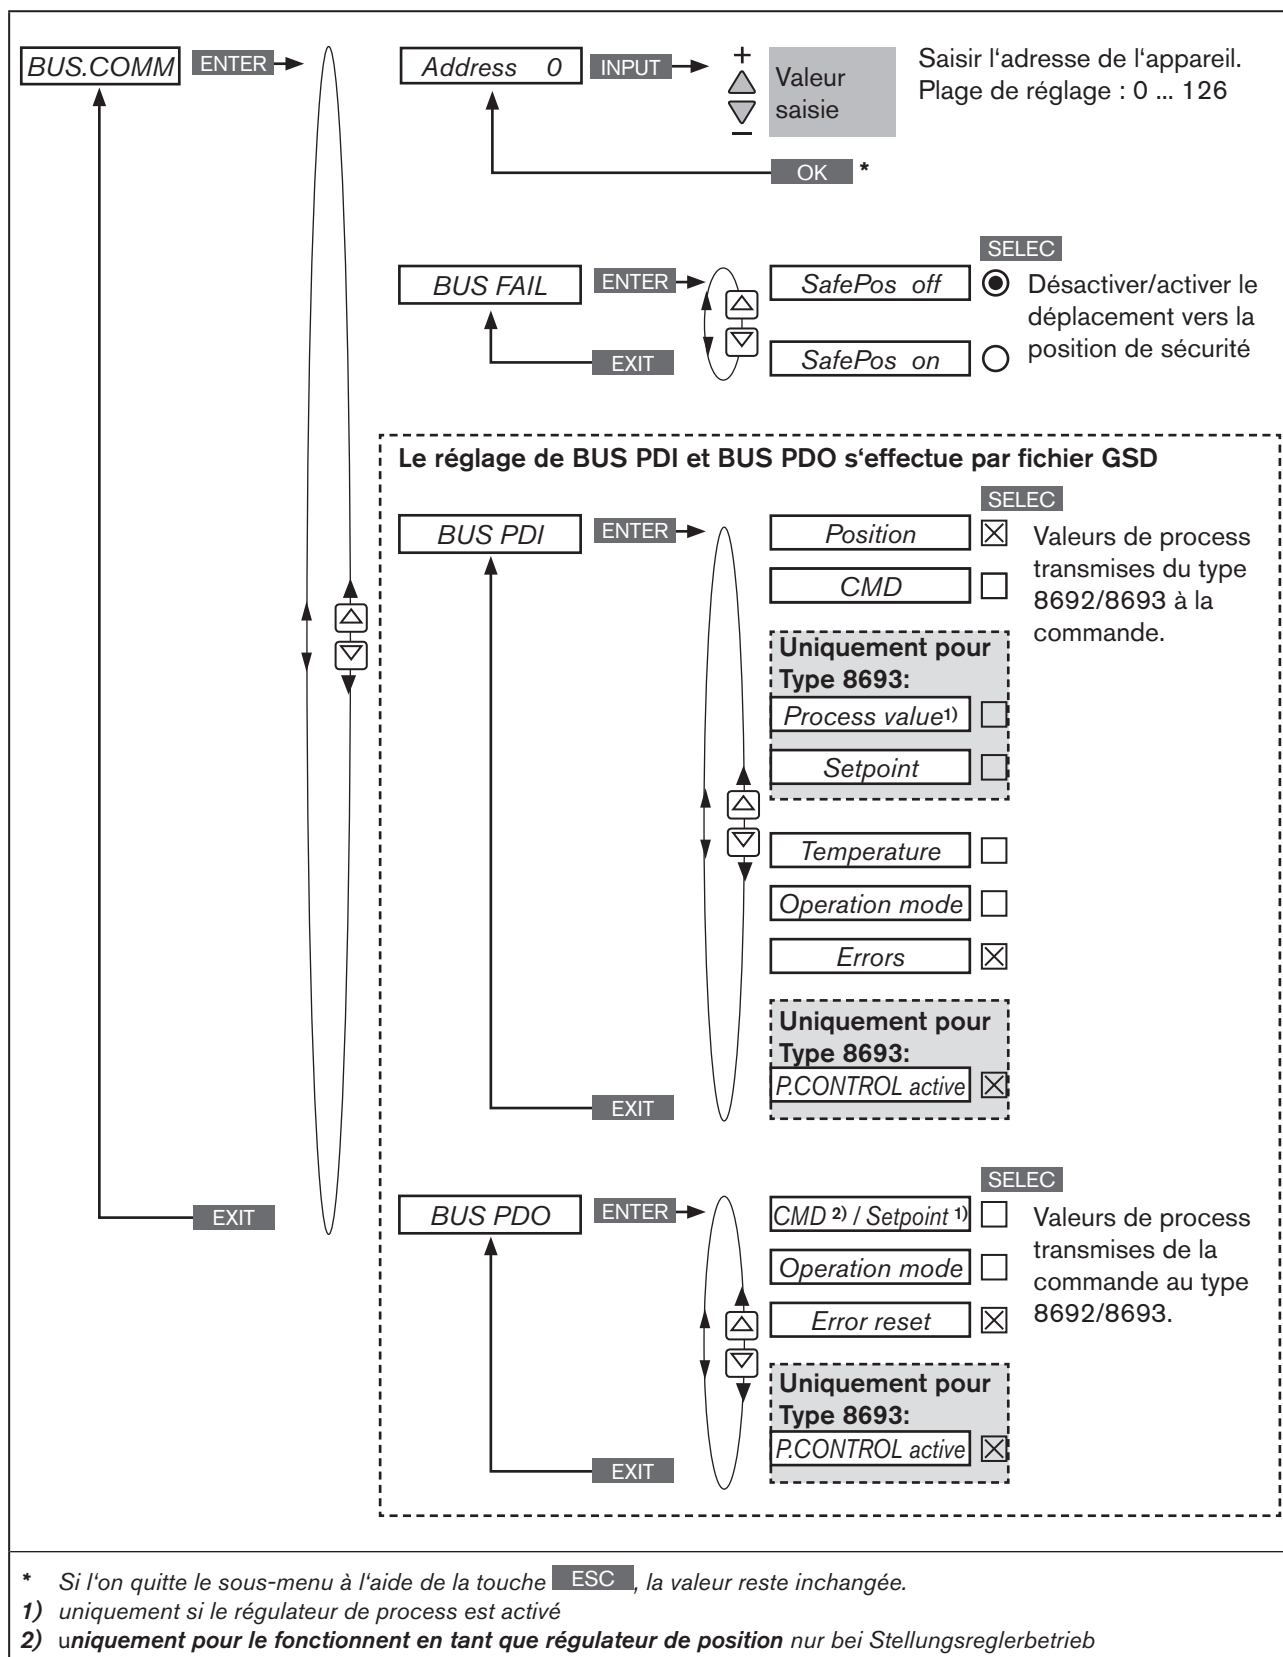 BUS.COMM ENTER Address 0 INPUT + Valeur saisie −
Saisir l‘adresse de l‘appareil.
Plage de réglage : 0 ... 126
OK *
SELEC
BUS FAIL ENTER SafePos off
Désactiver/activer le
déplacement vers la
position de sécurité
EXIT SafePos on
Le réglage de BUS PDI et BUS PDO s‘effectue par fichier GSD
SELEC
BUS PDI ENTER Position
Valeurs de process
transmises du type
8692/8693 à la
commande.
CMD
Uniquement pour
Type 8693:
Process value1)
Setpoint
Temperature
Operation mode
Errors
Uniquement pour
Type 8693:
P.CONTROL active
EXIT
SELEC
BUS PDO ENTER CMD 2) / Setpoint 1)
EXIT
Valeurs de process
transmises de la
commande au type
8692/8693.
Operation mode
Error reset
Uniquement pour
Type 8693:
P.CONTROL active
EXIT
* Si l‘on quitte le sous-menu à l‘aide de la touche ESC , la valeur reste inchangée.
1) uniquement si le régulateur de process est activé
2) uniquement pour le fonctionnent en tant que régulateur de position nur bei Stellungsreglerbetrieb